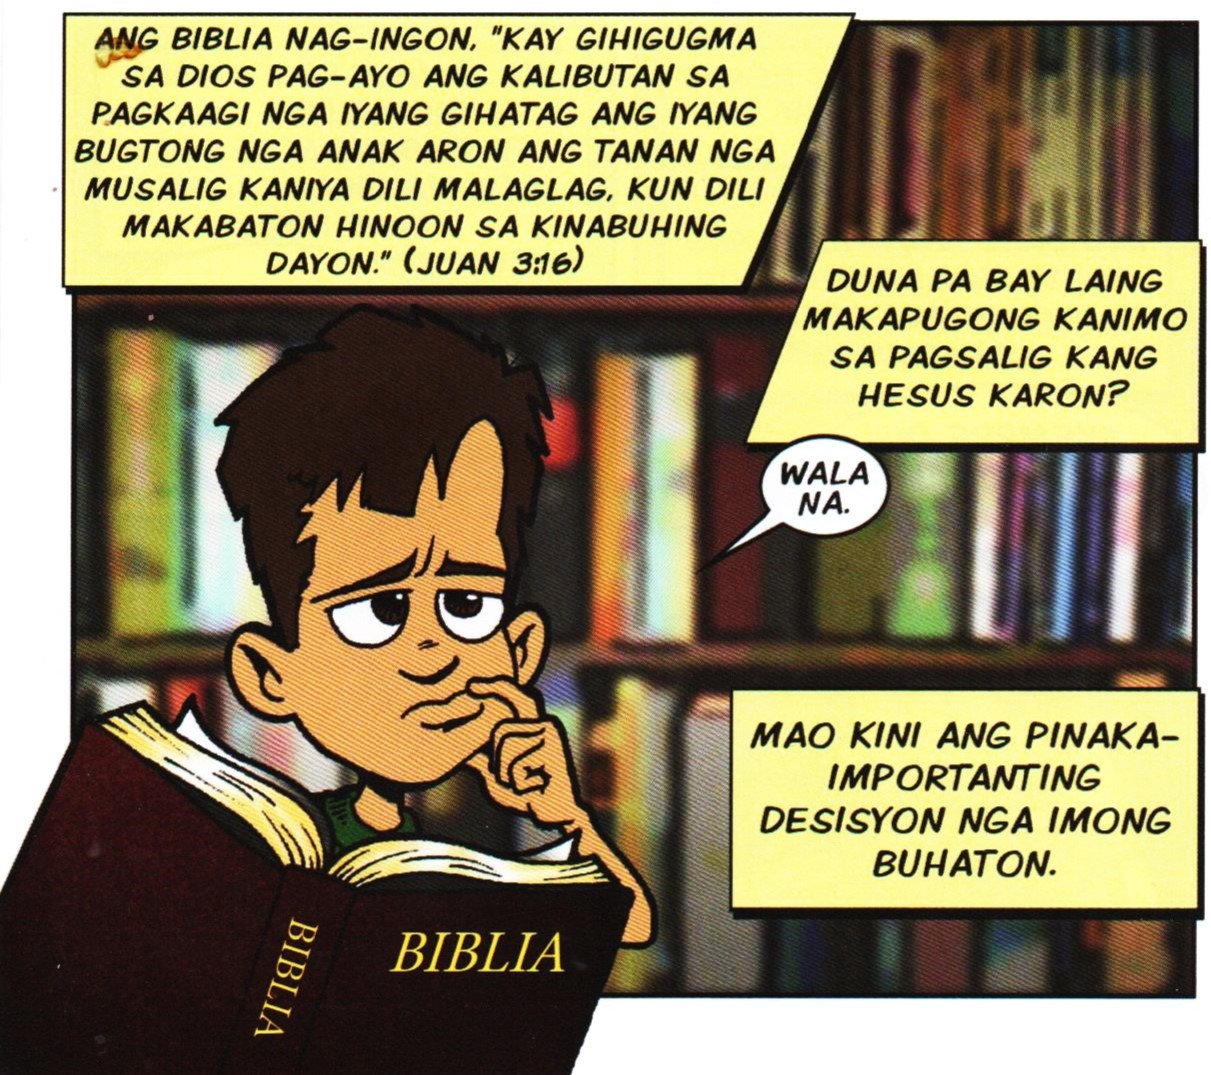 ANG BIBLIA NAG-INGON, "KAY GIHIGUGMA
SA DIOS PAG-AYO ANG KALIBUTAN SA
PAGKAAGI NGA IYANG GIHATAG ANG IYANG
BUGTONG NGA ANAK ARON ANG TANAN NGA
MUSALIG KANIYA DILI MALAGLAG, KUN DILI
MAKABATON HINOON SA KINABUHING
DAYON." (JUAN 3:16)
DUNA PA BAY LAING
MAKAPUGONG KANIMO
SA PAGSALIG KANG
HESUS KARON?
WALA
NA.
MAO KINI ANG PINAKA-
IMPORTANTING
DESISYON NGA IMONG
BUHATON.
BIBLIA
BIBLIA